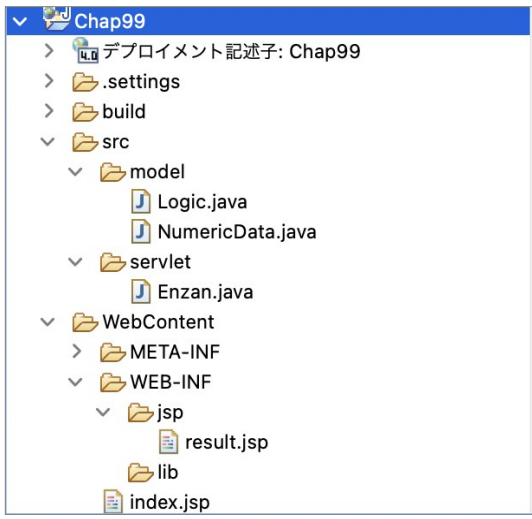 Chap99
デプロイメント記述子: Chap99
.settings
build
src
model
Logic.java
NumericData.java
servlet
Enzan.java
WebContent
META-INF
WEB-INF
jsp
result.jsp
lib
index.jsp